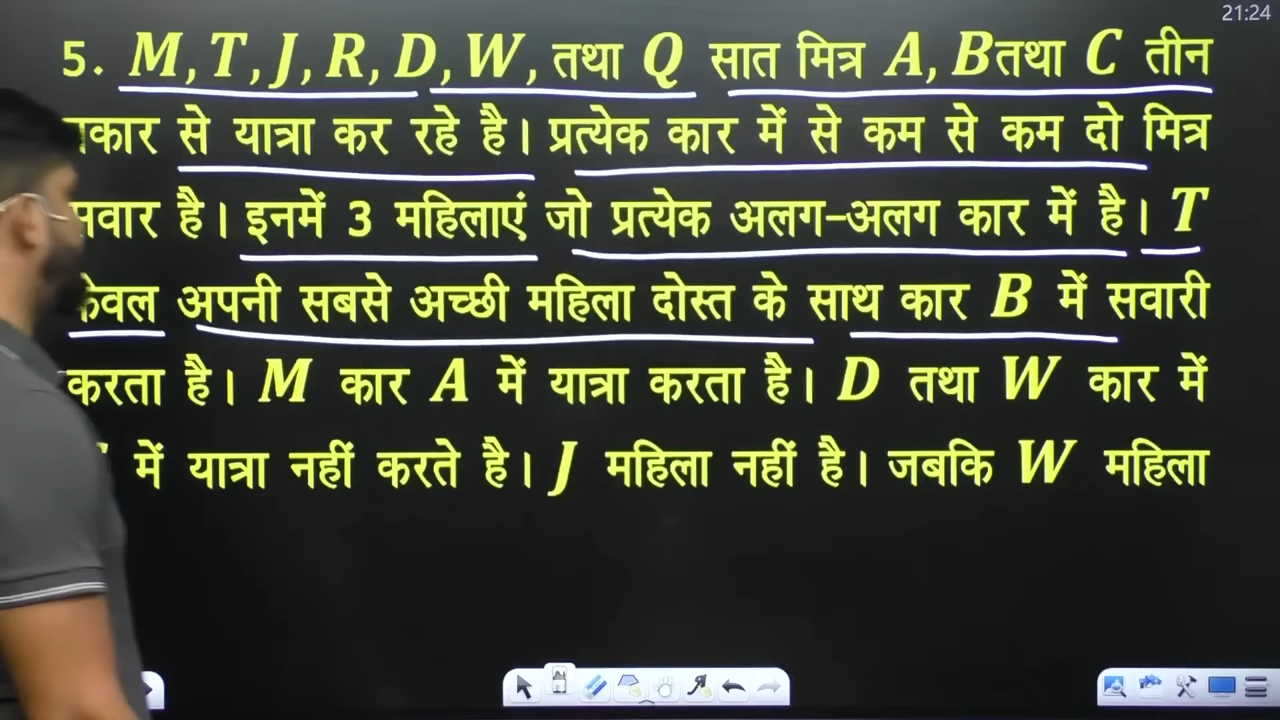 21:24
5. M, T, J, R, D, W, तथा Q सात मित्र A, Bतथा C तीन
से यात्रा कर रहे है। प्रत्येक कार में से कम से कम दो मित्र
सवार है। इनमें 3 महिलाएं जो प्रत्येक अलग-अलग कार में है। T
केवल अपनी सबसे अच्छी महिला दोस्त के साथ कार B में सवारी
करता है। M कार A में यात्रा करता है। D तथा W कार में
में यात्रा नहीं करते है। J महिला नहीं है। जबकि W महिला